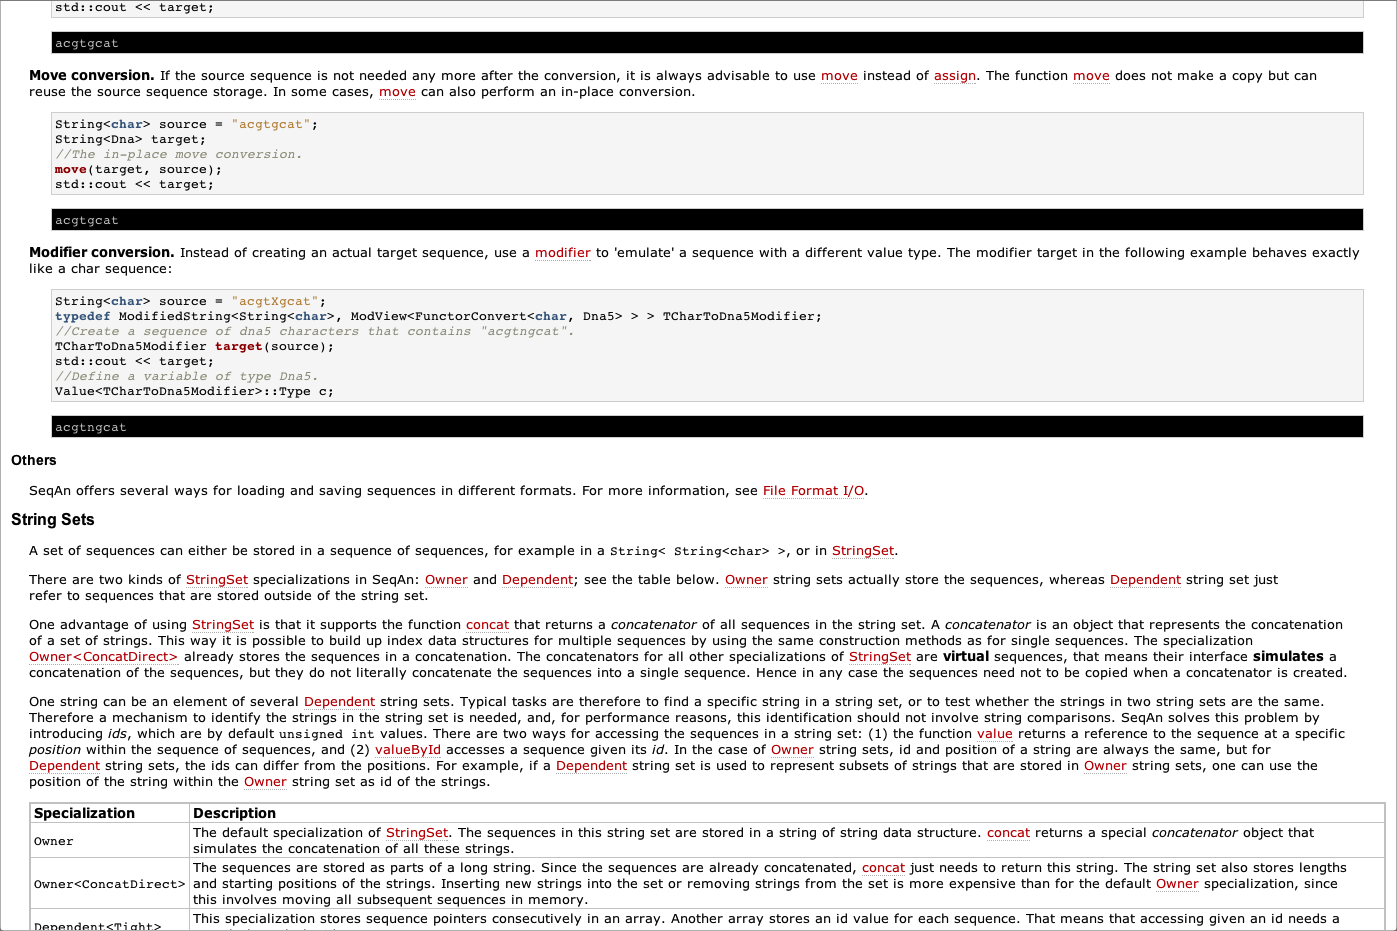 std::cout << target;
acgtgcat
Move conversion. If the source sequence is not needed any more after the conversion, it is always advisable to use move instead of assign. The function move does not make a copy but can
reuse the source sequence storage. In some cases, move can also perform an in-place conversion.
String<char> source = "acgtgcat";
String<Dna> target;
//The in-place move conversion.
move(target, source);
std::cout << target;
acgtgcat
Modifier conversion. Instead of creating an actual target sequence, use a modifier to 'emulate' a sequence with a different value type. The modifier target in the following example behaves exactly
like a char sequence:
String<char> source = "acgtXgcat";
typedef ModifiedString<String<char>, ModView<FunctorConvert<char, Dna5> > > TCharToDna5Modifier;
//Create a sequence of dna5 characters that contains "acgtngcat".
TCharToDna5Modifier target(source);
std::cout << target;
//Define a variable of type Dna5.
Value<TCharToDna5Modifier>::Type c;
acgtngcat
Others
SeqAn offers several ways for loading and saving sequences in different formats. For more information, see File Format I/O.
String Sets
A set of sequences can either be stored in a sequence of sequences, for example in a String< String<char> >, or in StringSet.
There are two kinds of StringSet specializations in SeqAn: Owner and Dependent; see the table below. Owner string sets actually store the sequences, whereas Dependent string set just
refer to sequences that are stored outside of the string set.
One advantage of using StringSet is that it supports the function concat that returns a concatenator of all sequences in the string set. A concatenator is an object that represents the concatenation
of a set of strings. This way it is possible to build up index data structures for multiple sequences by using the same construction methods as for single sequences. The specialization
Owner<ConcatDirect> already stores the sequences in a concatenation. The concatenators for all other specializations of StringSet are virtual sequences, that means their interface simulates a
concatenation of the sequences, but they do not literally concatenate the sequences into a single sequence. Hence in any case the sequences need not to be copied when a concatenator is created.
One string can be an element of several Dependent string sets. Typical tasks are therefore to find a specific string in a string set, or to test whether the strings in two string sets are the same.
Therefore a mechanism to identify the strings in the string set is needed, and, for performance reasons, this identification should not involve string comparisons. SeqAn solves this problem by
introducing ids, which are by default unsigned int values. There are two ways for accessing the sequences in a string set: (1) the function value returns a reference to the sequence at a specific
position within the sequence of sequences, and (2) valueById accesses a sequence given its id. In the case of Owner string sets, id and position of a string are always the same, but for
Dependent string sets, the ids can differ from the positions. For example, if a Dependent string set is used to represent subsets of strings that are stored in Owner string sets, one can use the
position of the string within the Owner string set as id of the strings.
Specialization Description
Owner
The default specialization of StringSet. The sequences in this string set are stored in a string of string data structure. concat returns a special concatenator object that
simulates the concatenation of all these strings.
Owner<ConcatDirect>
The sequences are stored as parts of a long string. Since the sequences are already concatenated, concat just needs to return this string. The string set also stores lengths
and starting positions of the strings. Inserting new strings into the set or removing strings from the set is more expensive than for the default Owner specialization, since
this involves moving all subsequent sequences in memory.
Dependent<Tight>
This specialization stores sequence pointers consecutively in an array. Another array stores an id value for each sequence. That means that accessing given an id needs a